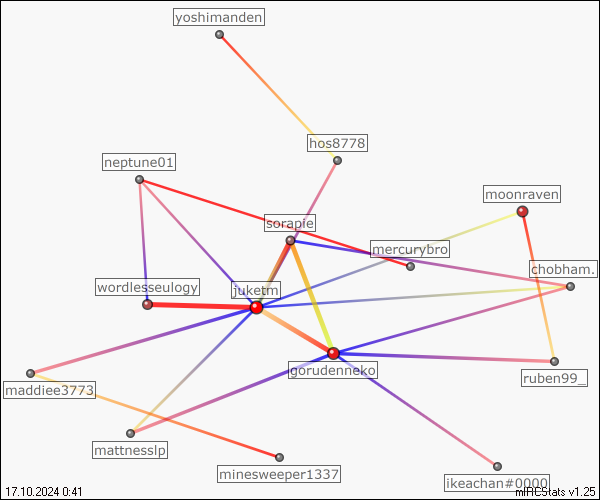 yoshimanden
hos8778
neptune01
moonraven
sorapie
mercurybro
chobham.
wordlesseulogy
juketm
gorudenneko
ruben99_
maddiee3773
mattnesslp
minesweeper1337
ikeachan#0000
17.10.2024 0:41
mIRCStats v1.25